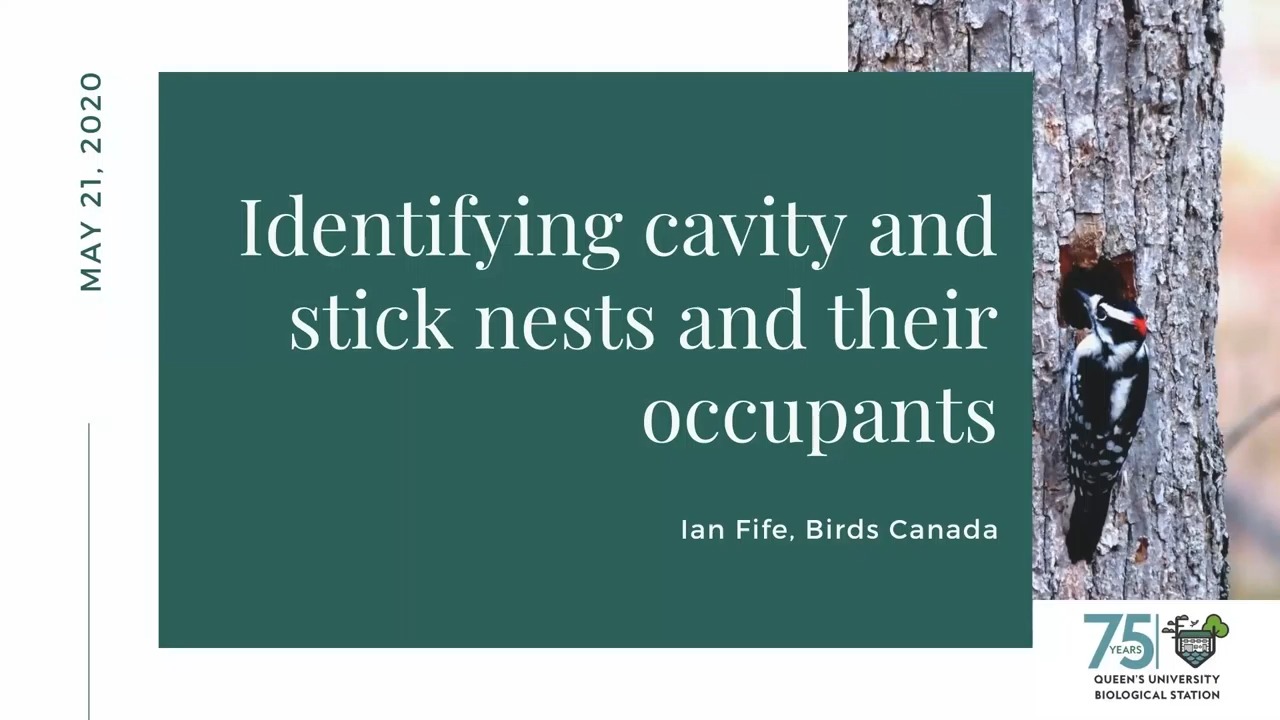 MAY 21, 2020
Identifying cavity and
stick nests and their
occupants
Ian Fife, Birds Canada
75
YEARS
QUEEN'S UNIVERSITY
BIOLOGICAL STATION